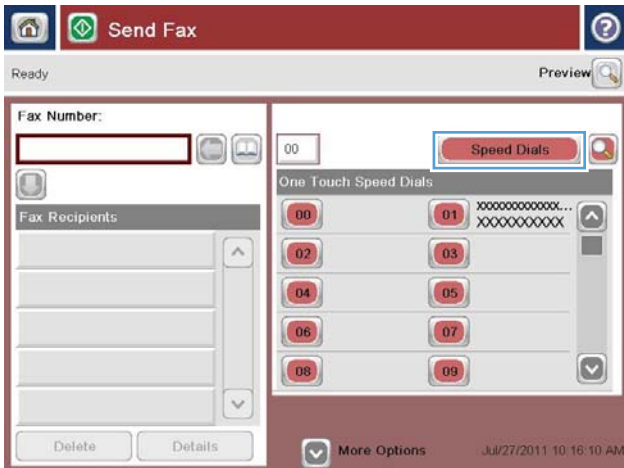 Send Fax
Ready
Preview
Fax Number:
00
Speed Dials
One Touch Speed Dials
Fax Recipients
00
01
XXXXXXXXXXXXX...
XXXXXXXXXXX
02
03
04
05
06
07
08
09
Delete
Details
More Options
Jul/27/2011 10:16:10 AM